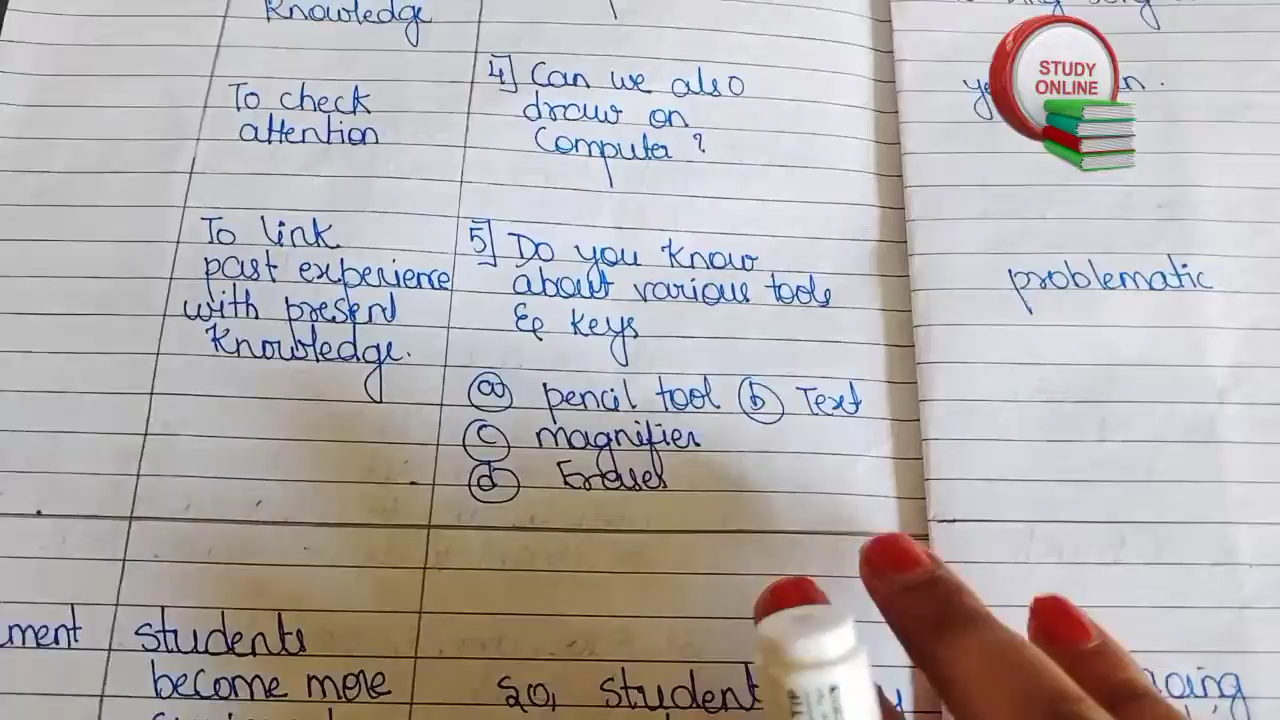 Knowledge
To check
attention
4] Can we also
draw on
Computer ?
STUDY
ONLINE
To link
past experience
with present
Knowledge.
5] Do you know
about various tools
& keys
problematic
(a) pencil tool (b) Text
(c) magnifier
(d) Eraser
ment
students
become more
So, student